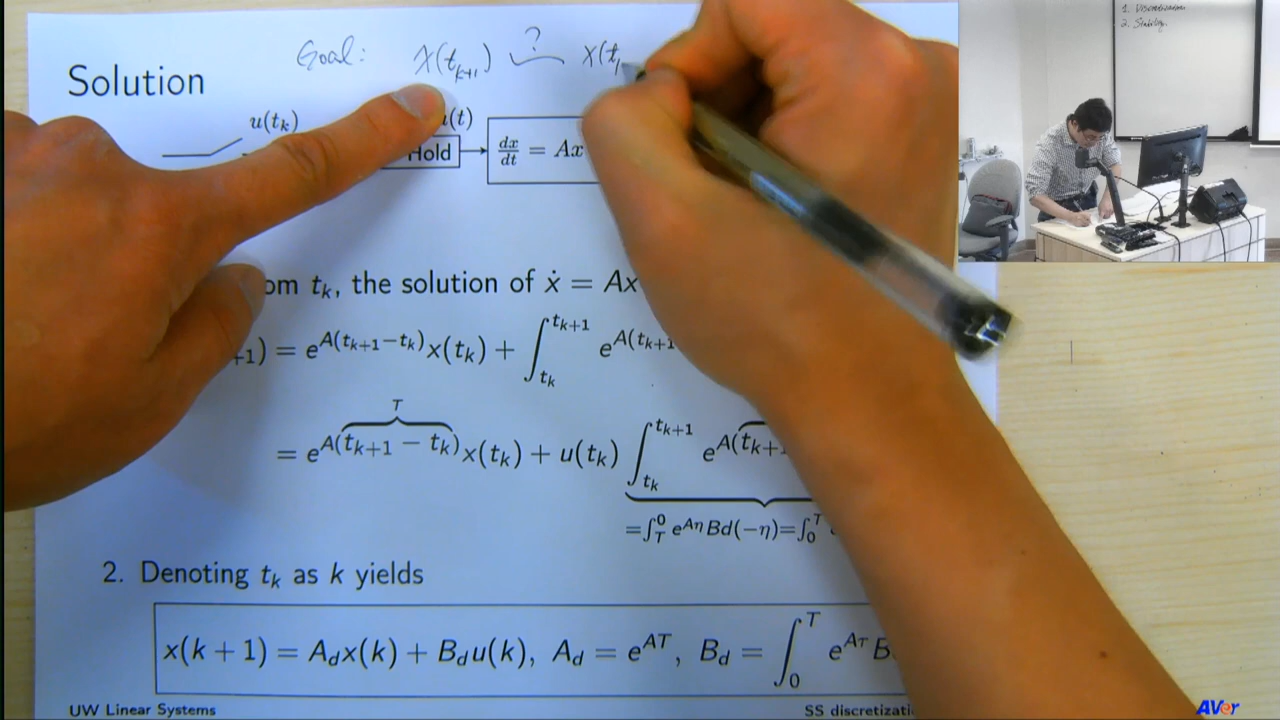 Goal: x(t_{k+1}) ? x(t
Solution
u(t_k) u(t)
Hold dx/dt = Ax
om t_k, the solution of ẋ = Ax
+1) = e^{A(t_{k+1}−t_k)}x(t_k) + ∫_{t_k}^{t_{k+1}} e^{A(t_{k+1}
T
= e^{A(t_{k+1} − t_k)}x(t_k) + u(t_k) ∫_{t_k}^{t_{k+1}} e^{A(t_{k+
=∫_T^0 e^{Aη}Bd(−η)=∫_0^T
2. Denoting t_k as k yields
x(k + 1) = A_d x(k) + B_d u(k), A_d = e^{AT}, B_d = ∫_0^T e^{Aτ}B
UW Linear Systems
SS discretizati
1. Discretization
2. Stability.
AVer